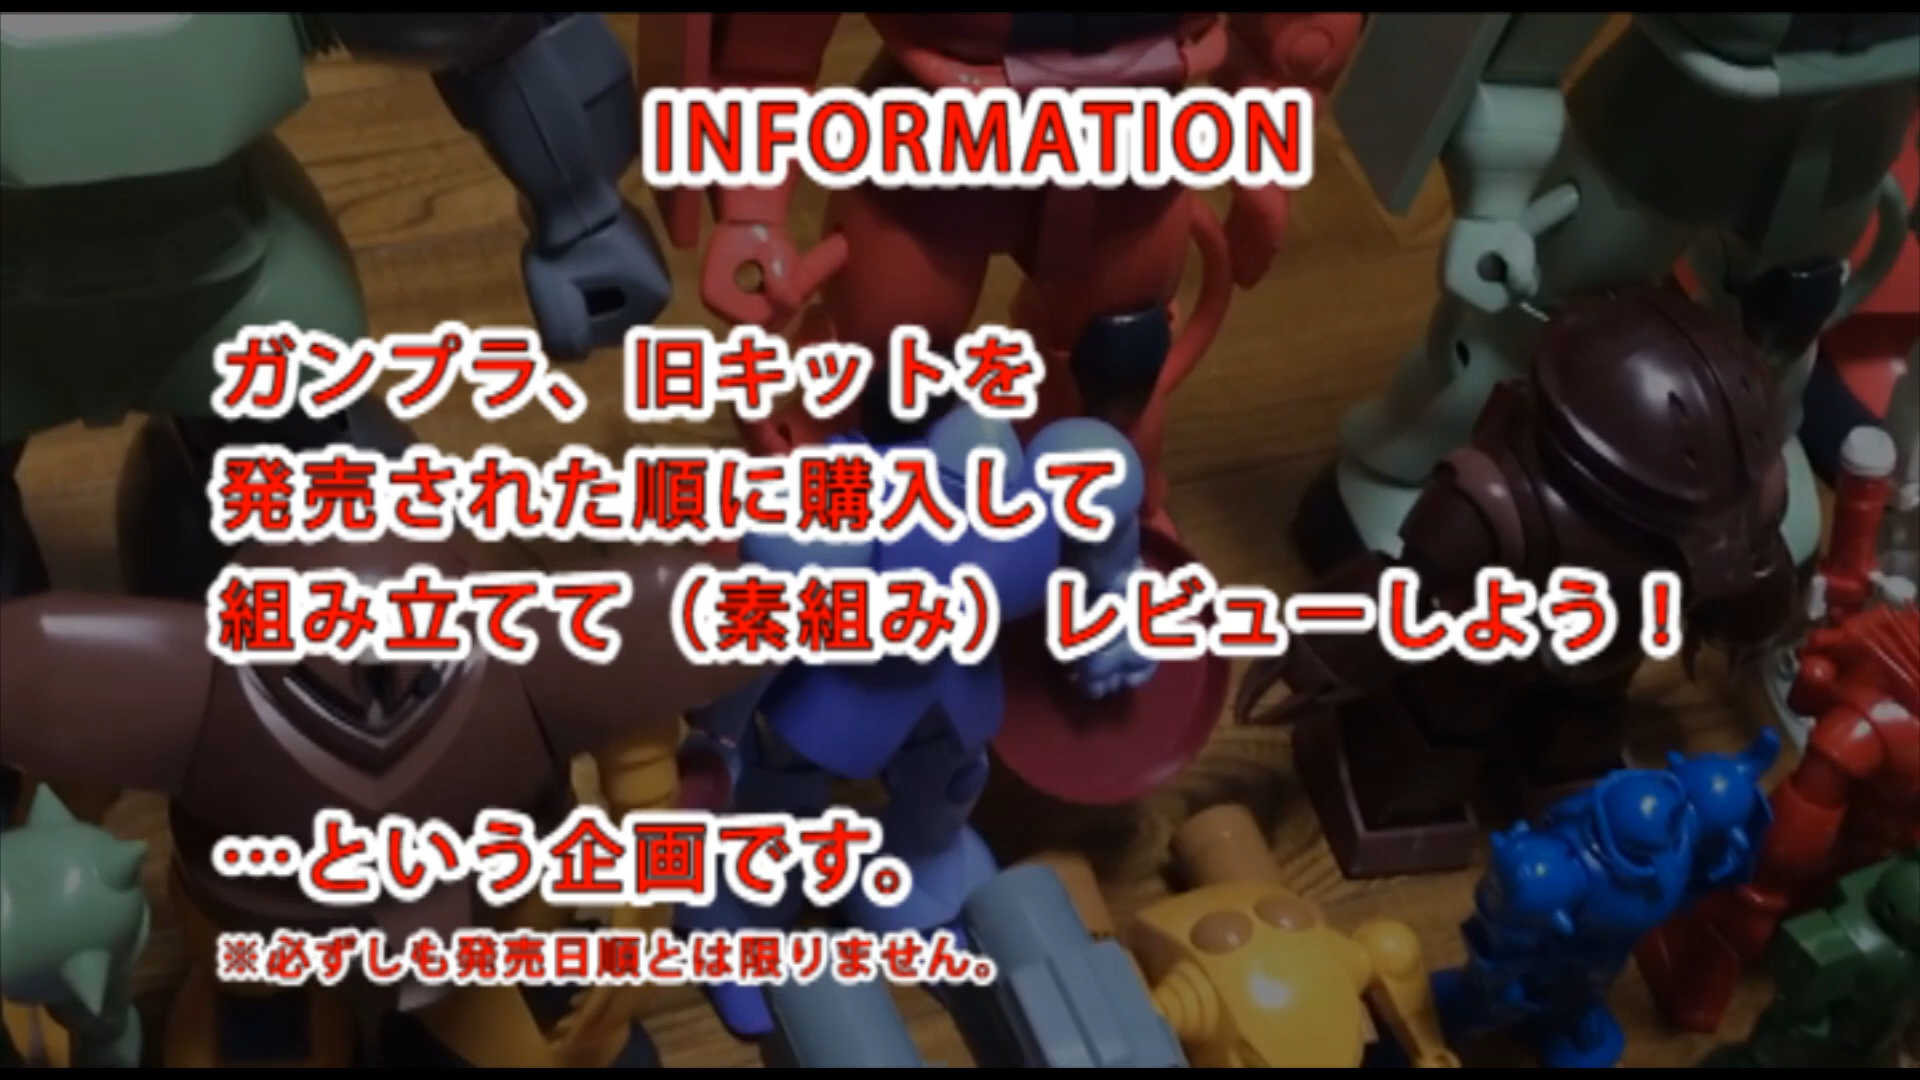 INFORMATION
ガンプラ、旧キットを
発売された順に購入して
組み立てて（素組み）レビューしよう！
…という企画です。
※必ずしも発売日順とは限りません。